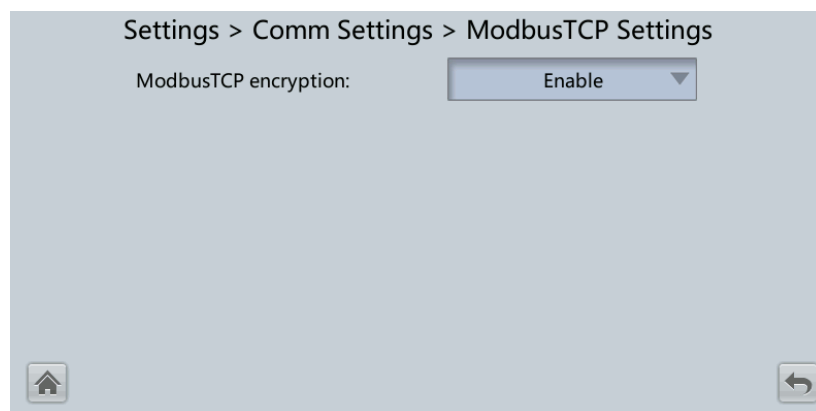 Settings > Comm Settings > ModbusTCP Settings
ModbusTCP encryption: Enable